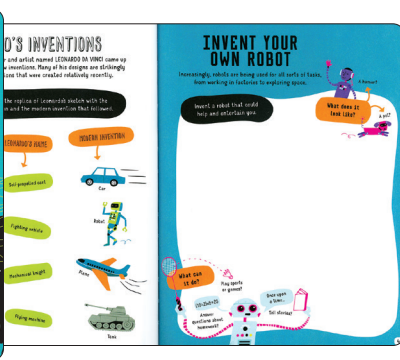 O'S INVENTIONS
r and artist named LEONARDO DA VINCI came up
w inventions. Many of his designs are strikingly
ions that were created relatively recently.
the replica of Leonardo's sketch with the
n and the modern invention that followed.
LEONARDO'S NAME
MODERN INVENTION
Self-propelled cart
Car
Fighting vehicle
Robot
Mechanical knight
Plane
Flying machine
Tank
INVENT YOUR
OWN ROBOT
Increasingly, robots are being used for all sorts of tasks,
from working in factories to exploring space.
Invent a robot that could
help and entertain you.
A human?
What does it
look like?
A pet?
What can
it do?
Play sports
or games?
Answer
questions about
homework?
Once upon
a time...
Tell stories?